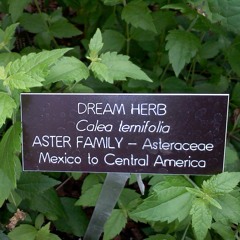 DREAM HERB
Calea ternifolia
ASTER FAMILY – Asteraceae
Mexico to Central America